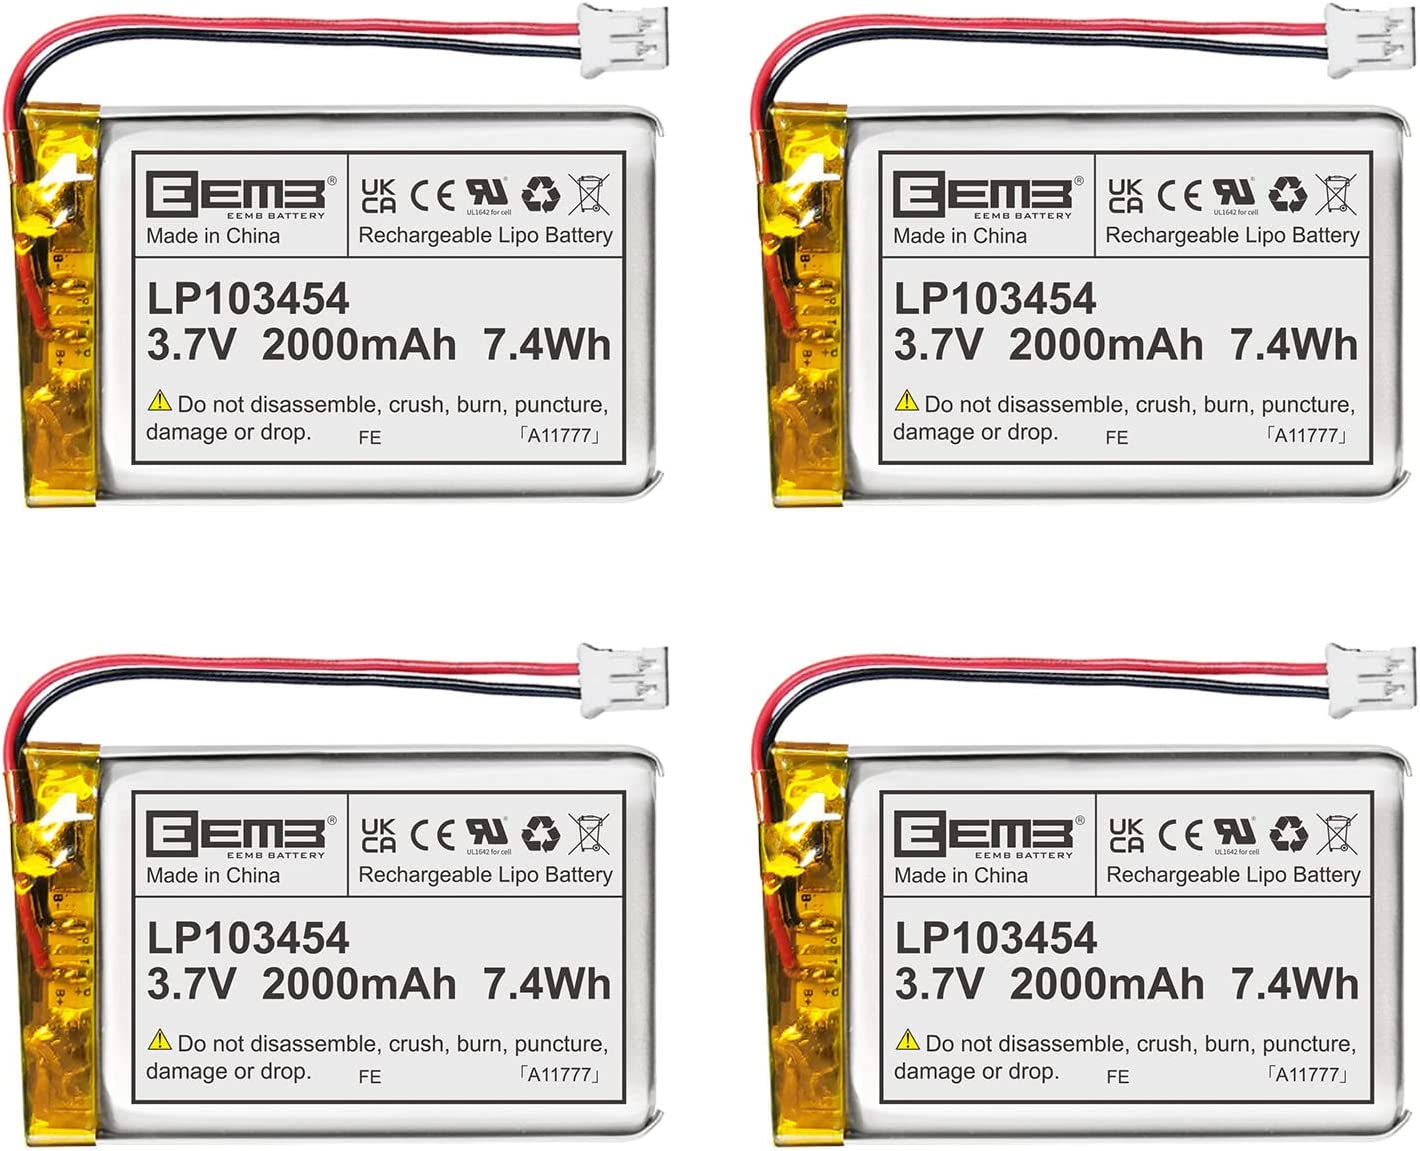 EEMB®
EEMB BATTERY
Made in China
UK
CA
CE
UL1642 for cell
Rechargeable Lipo Battery
LP103454
3.7V 2000mAh 7.4Wh
Do not disassemble, crush, burn, puncture,
damage or drop. FE 「A11777」
EEMB®
EEMB BATTERY
Made in China
UK
CA
CE
UL1642 for cell
Rechargeable Lipo Battery
LP103454
3.7V 2000mAh 7.4Wh
Do not disassemble, crush, burn, puncture,
damage or drop. FE 「A11777」
EEMB®
EEMB BATTERY
Made in China
UK
CA
CE
UL1642 for cell
Rechargeable Lipo Battery
LP103454
3.7V 2000mAh 7.4Wh
Do not disassemble, crush, burn, puncture,
damage or drop. FE 「A11777」
EEMB®
EEMB BATTERY
Made in China
UK
CA
CE
UL1642 for cell
Rechargeable Lipo Battery
LP103454
3.7V 2000mAh 7.4Wh
Do not disassemble, crush, burn, puncture,
damage or drop. FE 「A11777」